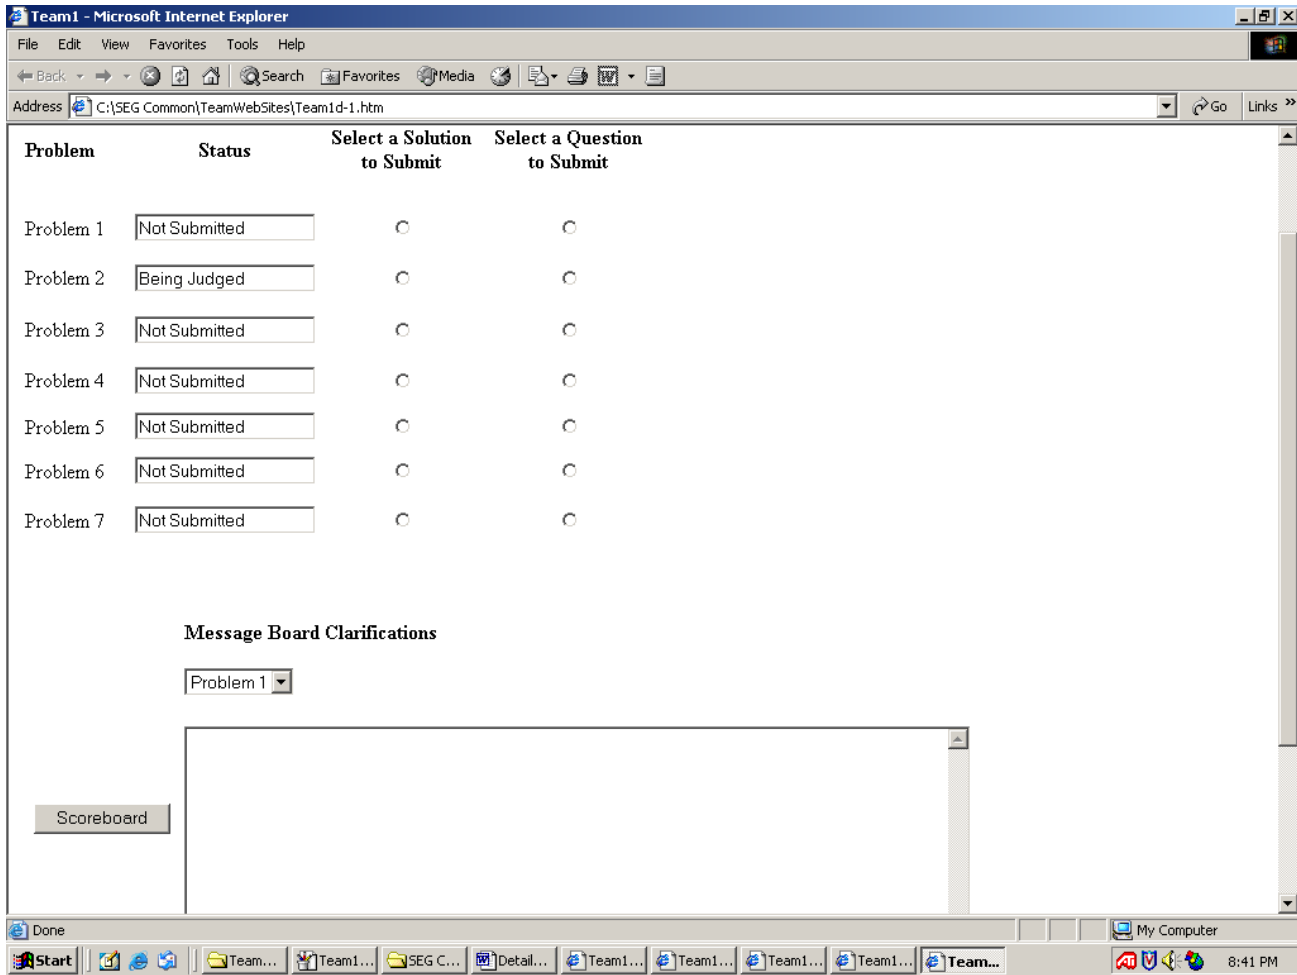 Team1 - Microsoft Internet Explorer
File Edit View Favorites Tools Help
Back Search Favorites Media
Address C:\SEG Common\TeamWebSites\Team1d-1.htm Go Links »
Problem Status Select a Solution to Submit Select a Question to Submit
Problem 1 Not Submitted
Problem 2 Being Judged
Problem 3 Not Submitted
Problem 4 Not Submitted
Problem 5 Not Submitted
Problem 6 Not Submitted
Problem 7 Not Submitted
Message Board Clarifications
Problem 1
Scoreboard
Done My Computer
Start Team... Team1... SEG C... Detail... Team1... Team1... Team1... Team1... Team... 8:41 PM